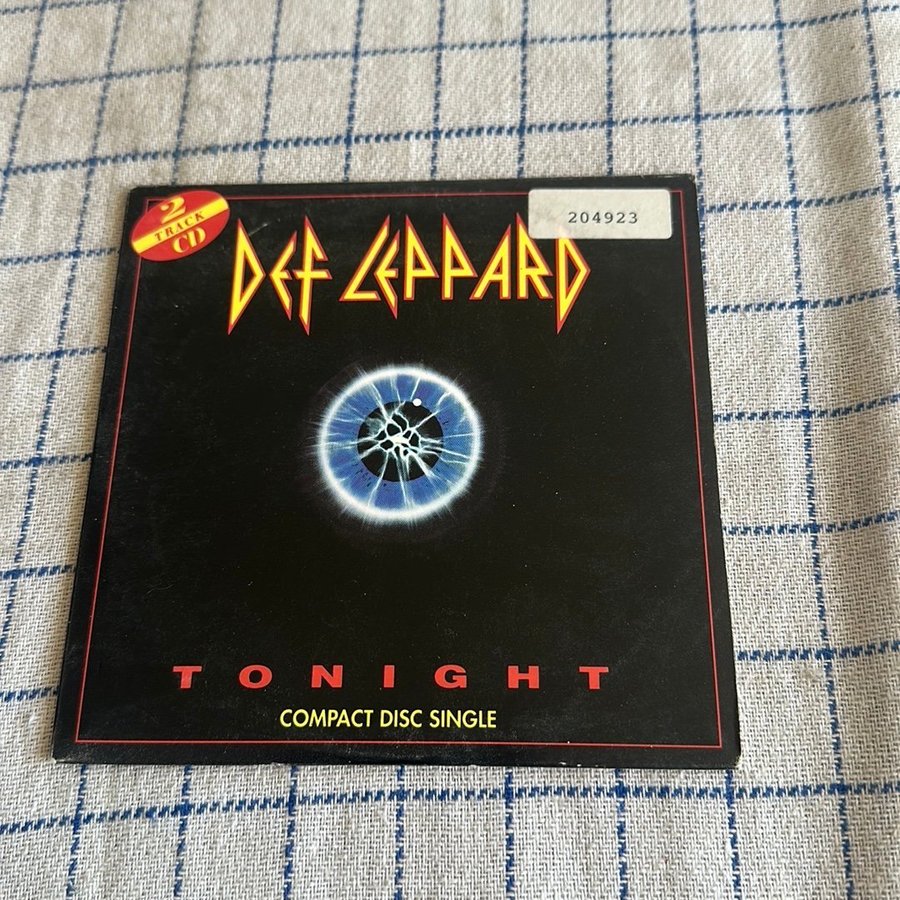 2
TRACK
CD
204923
DEF LEPPARD
TONIGHT
COMPACT DISC SINGLE